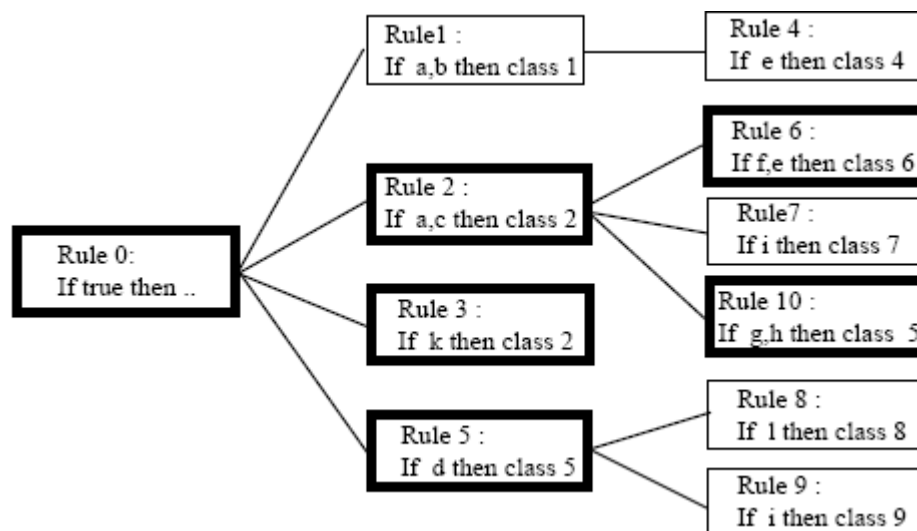 Rule 0:
If true then ..
Rule1 :
If a,b then class 1
Rule 2 :
If a,c then class 2
Rule 3 :
If k then class 2
Rule 5 :
If d then class 5
Rule 4 :
If e then class 4
Rule 6 :
If f,e then class 6
Rule7 :
If i then class 7
Rule 10 :
If g,h then class 5
Rule 8 :
If l then class 8
Rule 9 :
If i then class 9